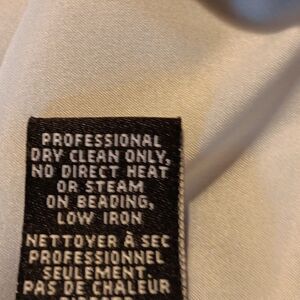 PROFESSIONAL
DRY CLEAN ONLY,
NO DIRECT HEAT
OR STEAM
ON BEADING,
LOW IRON
NETTOYER À SEC
PROFESSIONNEL
SEULEMENT.
PAS DE CHALEUR